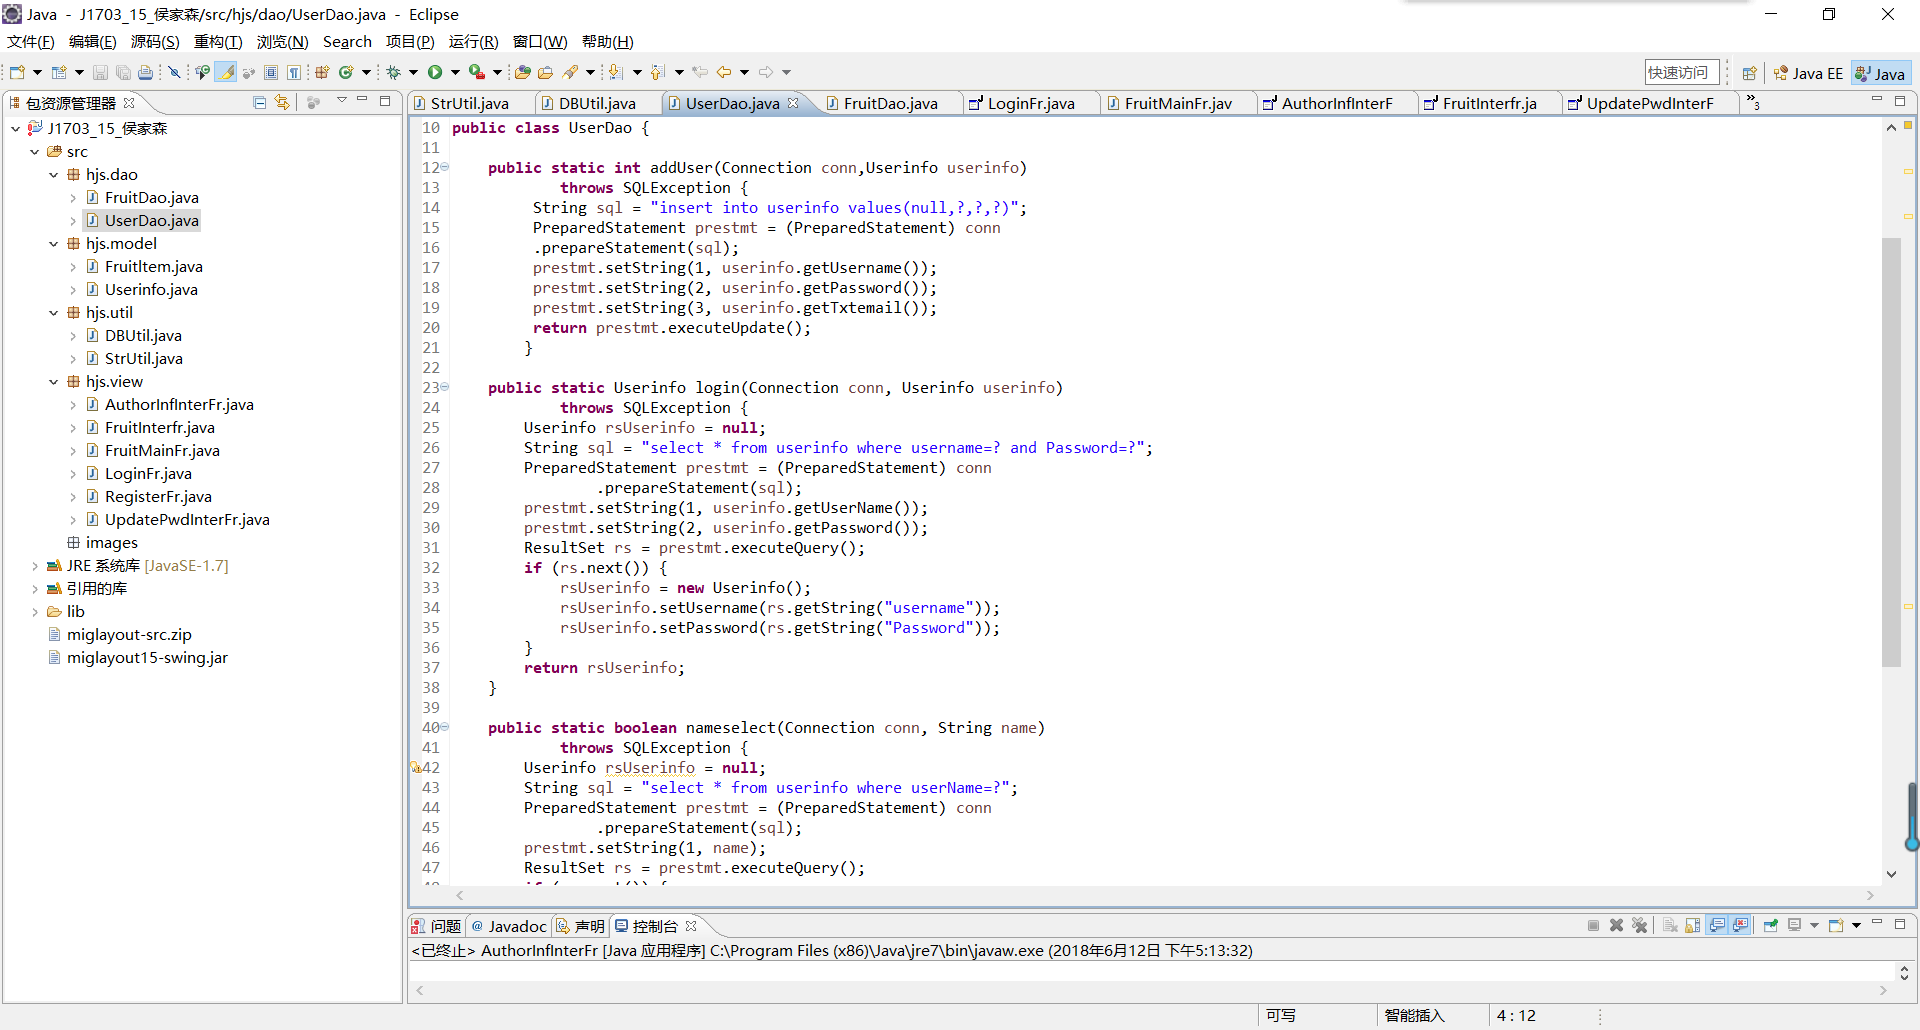 Java - J1703_15_侯家森/src/hjs/dao/UserDao.java - Eclipse
文件(F) 编辑(E) 源码(S) 重构(T) 浏览(N) Search 项目(P) 运行(R) 窗口(W) 帮助(H)
快速访问 Java EE Java
包资源管理器
J1703_15_侯家森
src
hjs.dao
FruitDao.java
UserDao.java
hjs.model
FruitItem.java
Userinfo.java
hjs.util
DBUtil.java
StrUtil.java
hjs.view
AuthorInfInterFr.java
FruitInterfr.java
FruitMainFr.java
LoginFr.java
RegisterFr.java
UpdatePwdInterFr.java
images
JRE 系统库 [JavaSE-1.7]
引用的库
lib
miglayout-src.zip
miglayout15-swing.jar
StrUtil.java DBUtil.java UserDao.java FruitDao.java LoginFr.java FruitMainFr.jav AuthorInfInterF FruitInterfr.ja UpdatePwdInterF »3
10 public class UserDao {
11
12 public static int addUser(Connection conn,Userinfo userinfo)
13 throws SQLException {
14 String sql = "insert into userinfo values(null,?,?,?)";
15 PreparedStatement prestmt = (PreparedStatement) conn
16 .prepareStatement(sql);
17 prestmt.setString(1, userinfo.getUsername());
18 prestmt.setString(2, userinfo.getPassword());
19 prestmt.setString(3, userinfo.getTxtemail());
20 return prestmt.executeUpdate();
21 }
22
23 public static Userinfo login(Connection conn, Userinfo userinfo)
24 throws SQLException {
25 Userinfo rsUserinfo = null;
26 String sql = "select * from userinfo where username=? and Password=?";
27 PreparedStatement prestmt = (PreparedStatement) conn
28 .prepareStatement(sql);
29 prestmt.setString(1, userinfo.getUserName());
30 prestmt.setString(2, userinfo.getPassword());
31 ResultSet rs = prestmt.executeQuery();
32 if (rs.next()) {
33 rsUserinfo = new Userinfo();
34 rsUserinfo.setUsername(rs.getString("username"));
35 rsUserinfo.setPassword(rs.getString("Password"));
36 }
37 return rsUserinfo;
38 }
39
40 public static boolean nameselect(Connection conn, String name)
41 throws SQLException {
42 Userinfo rsUserinfo = null;
43 String sql = "select * from userinfo where userName=?";
44 PreparedStatement prestmt = (PreparedStatement) conn
45 .prepareStatement(sql);
46 prestmt.setString(1, name);
47 ResultSet rs = prestmt.executeQuery();
问题 @ Javadoc 声明 控制台
<已终止> AuthorInfInterFr [Java 应用程序] C:\Program Files (x86)\Java\jre7\bin\javaw.exe (2018年6月12日 下午5:13:32)
可写 智能插入 4 : 12